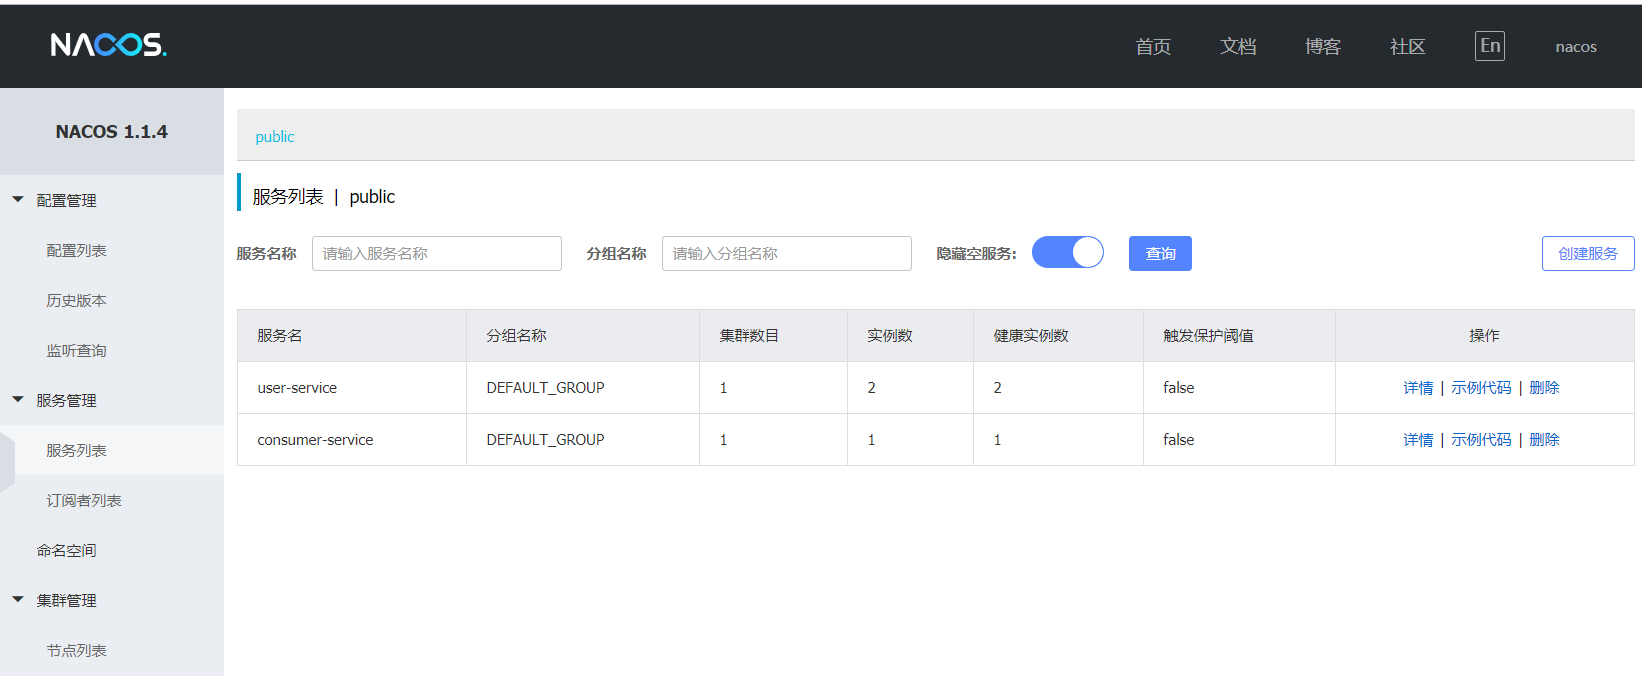 NACOS.
首页 文档 博客 社区 En nacos
NACOS 1.1.4
配置管理
配置列表
历史版本
监听查询
服务管理
服务列表
订阅者列表
命名空间
集群管理
节点列表
public
服务列表 | public
服务名称 请输入服务名称 分组名称 请输入分组名称 隐藏空服务: 查询 创建服务
服务名 分组名称 集群数目 实例数 健康实例数 触发保护阈值 操作
user-service DEFAULT_GROUP 1 2 2 false 详情 | 示例代码 | 删除
consumer-service DEFAULT_GROUP 1 1 1 false 详情 | 示例代码 | 删除